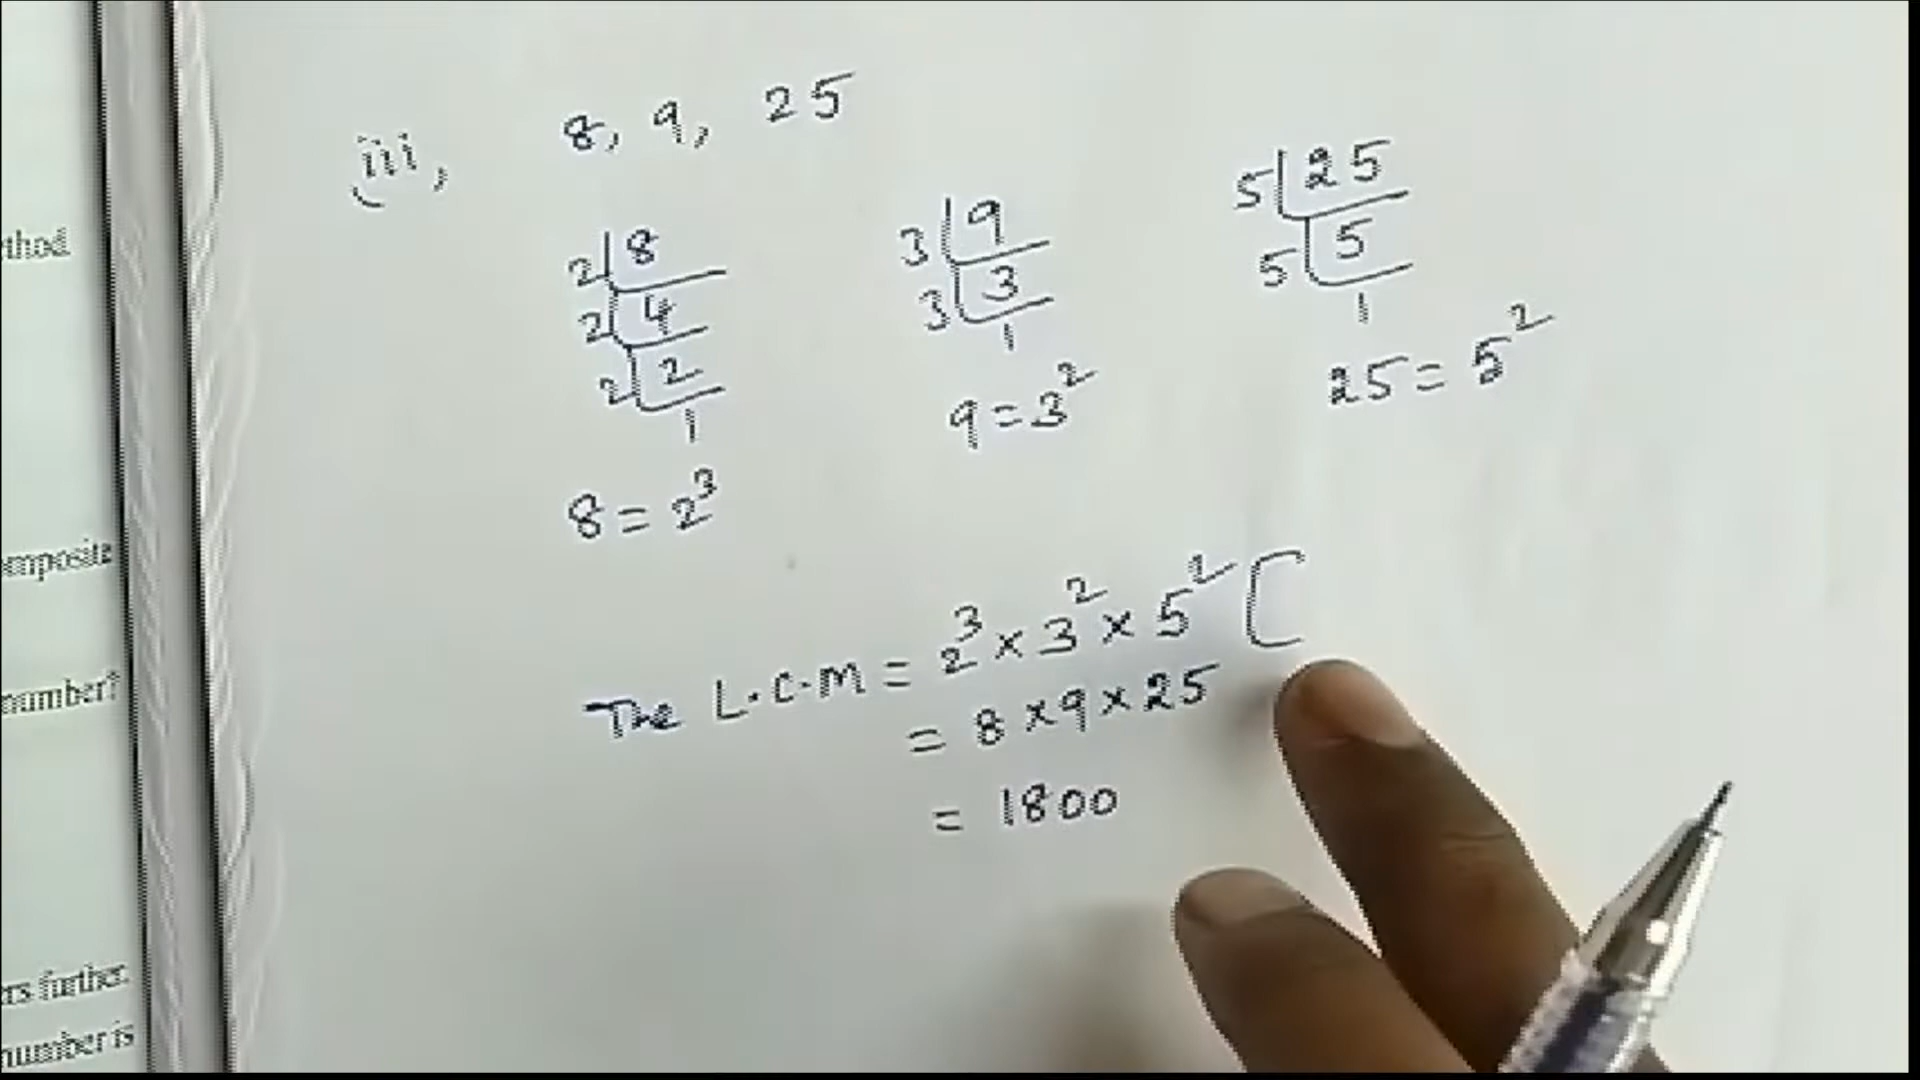 (iii, 8, 9, 25
2 8
2 4
2 2
1
8 = 2³
3 9
3 3
1
9 = 3²
5 25
5 5
1
25 = 5²
The L.C.M = 2³ × 3² × 5² [
= 8 × 9 × 25
= 1800
thod
omposite
number?
rs further.
number is